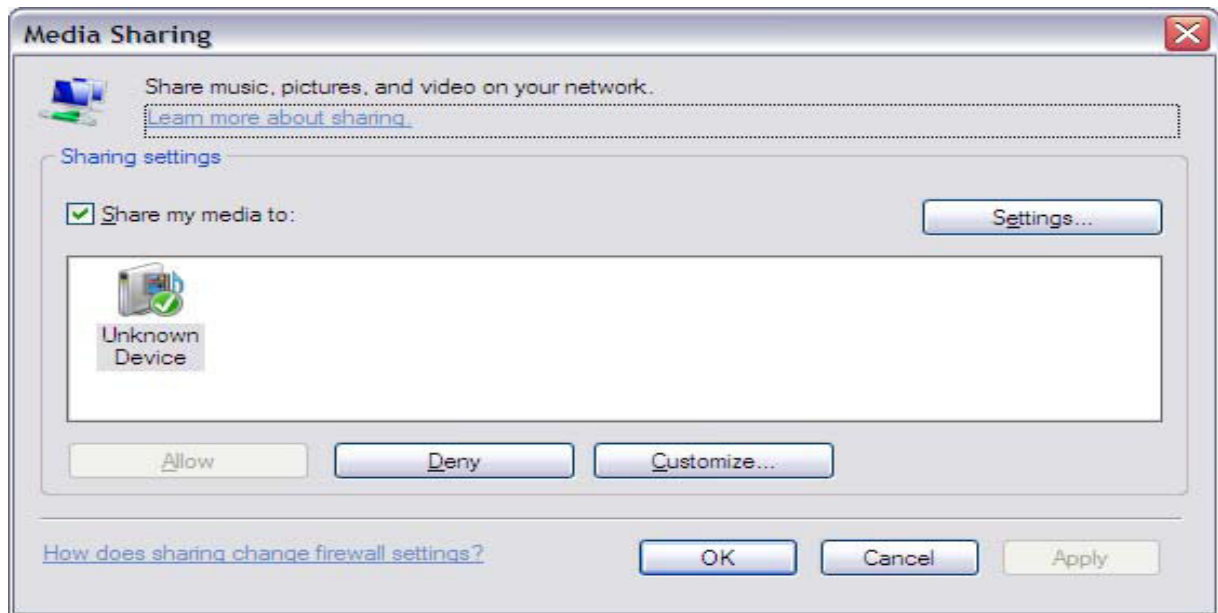 Media Sharing
Share music, pictures, and video on your network.
Learn more about sharing.
Sharing settings
Share my media to:
Settings...
Unknown
Device
Allow
Deny
Customize...
How does sharing change firewall settings?
OK
Cancel
Apply